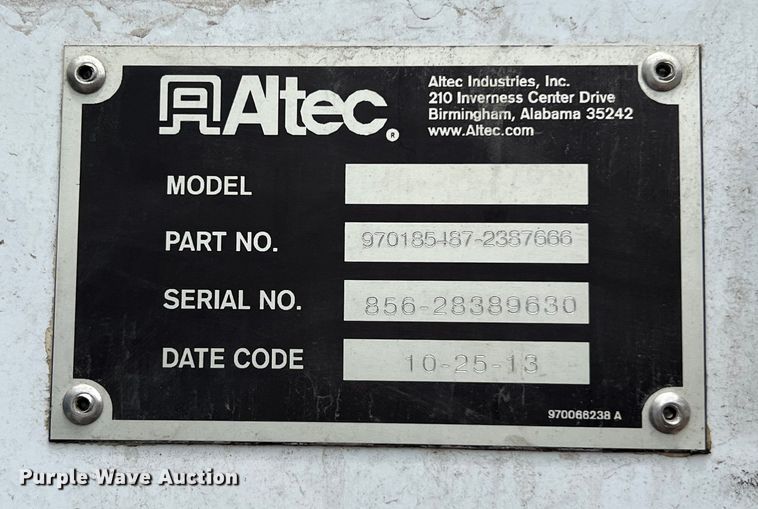 Altec®
Altec Industries, Inc.
210 Inverness Center Drive
Birmingham, Alabama 35242
www.Altec.com
MODEL
PART NO. 970185487-2387666
SERIAL NO. 856-28389630
DATE CODE 10-25-13
970066238 A
Purple Wave Auction